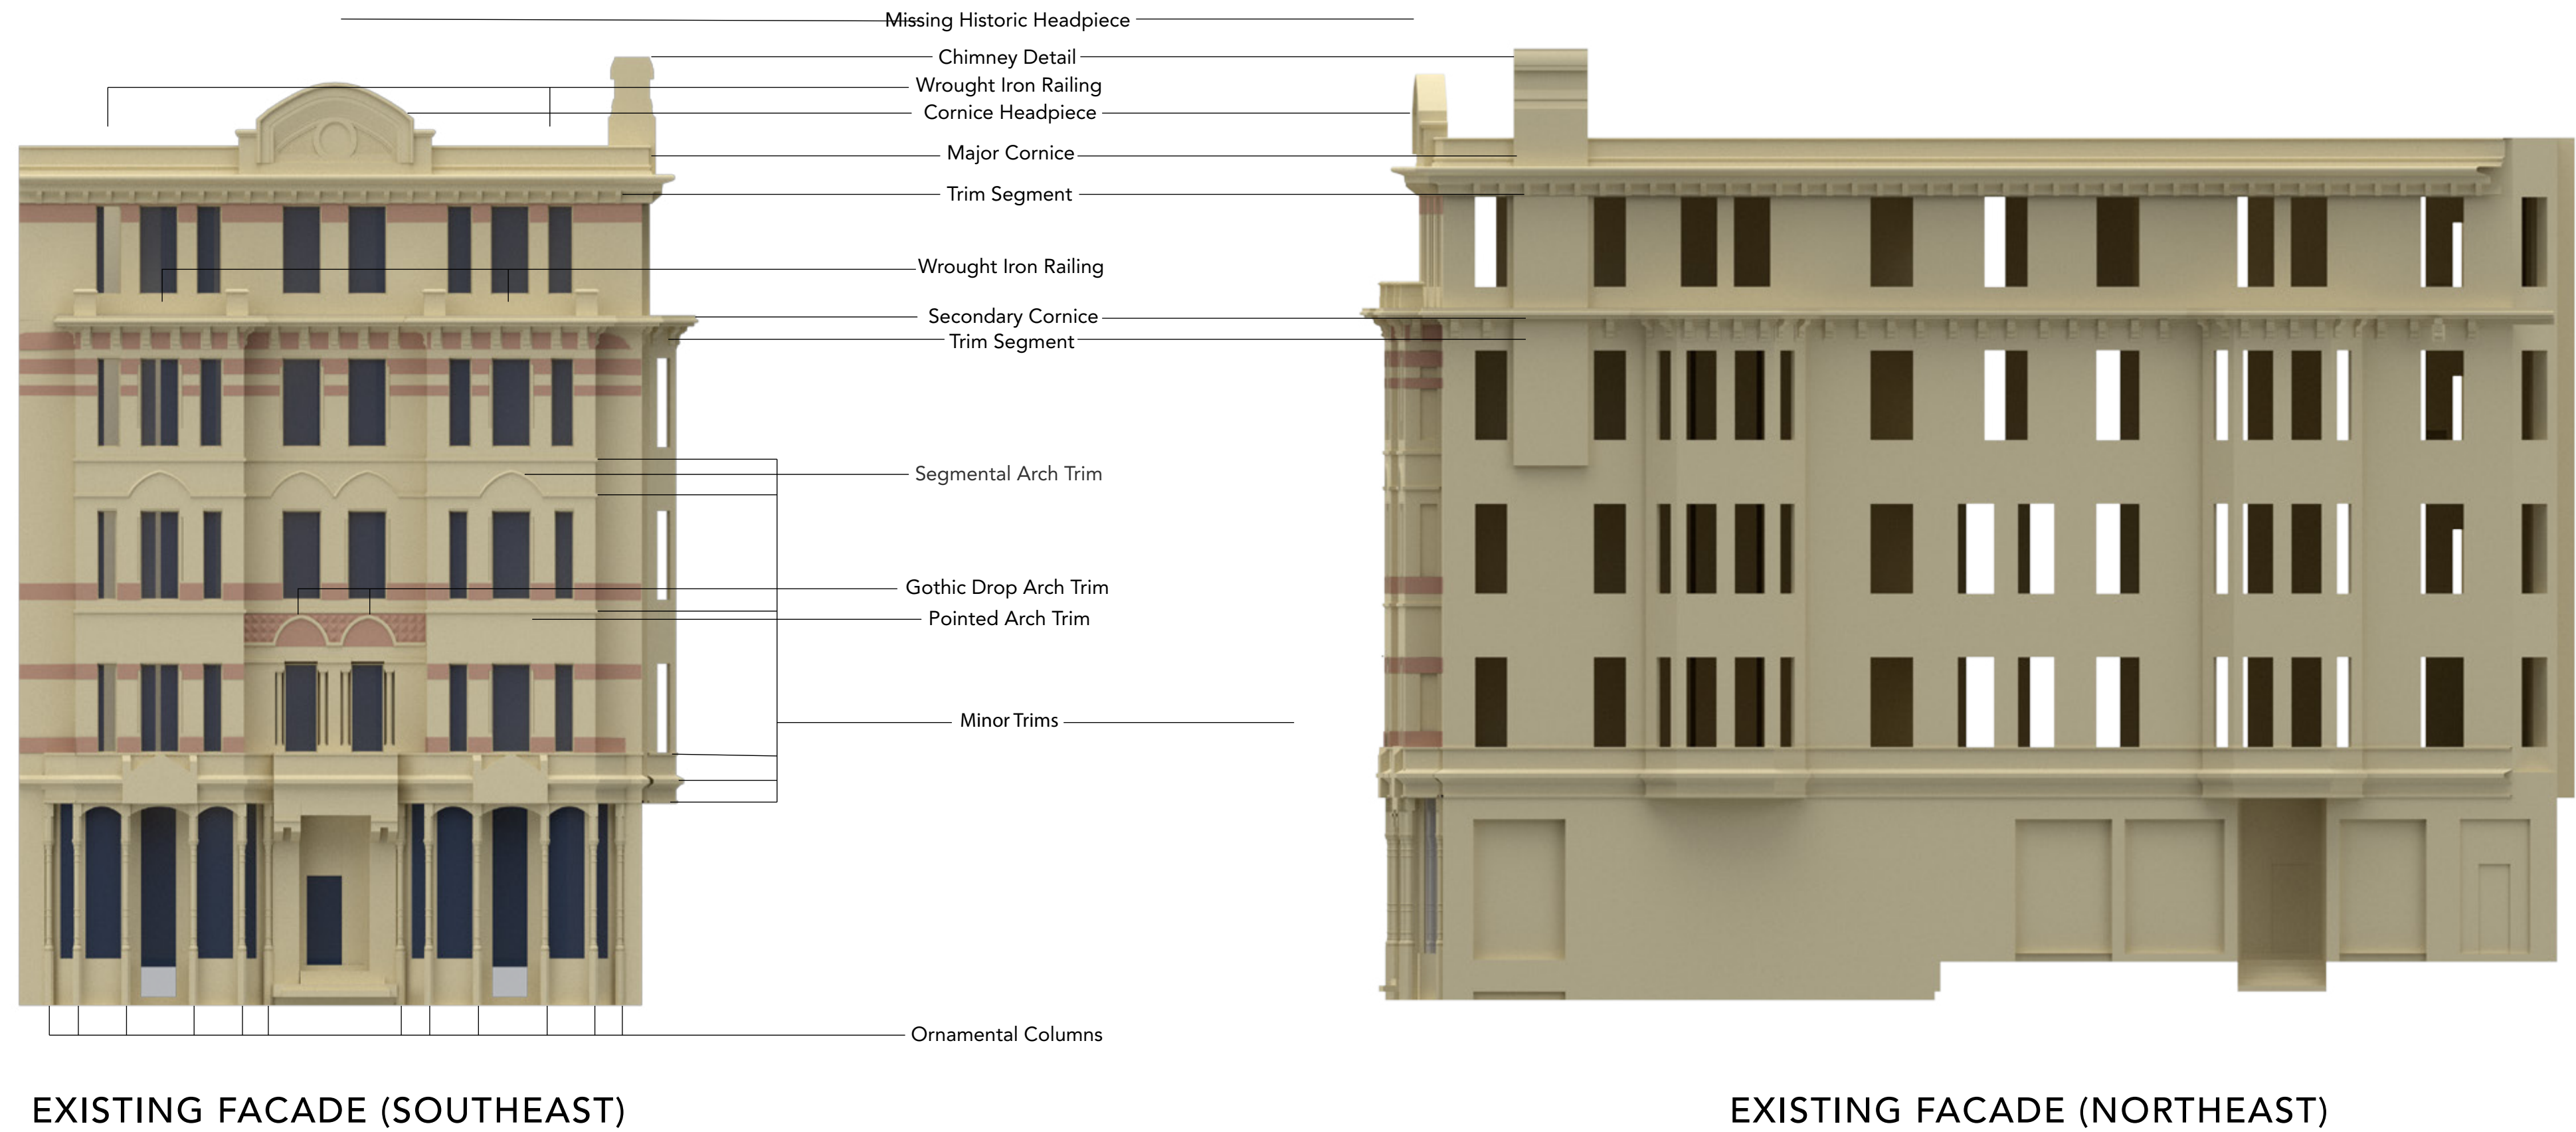 Missing Historic Headpiece
Chimney Detail
Wrought Iron Railing
Cornice Headpiece
Major Cornice
Trim Segment
Wrought Iron Railing
Secondary Cornice
Trim Segment
Segmental Arch Trim
Gothic Drop Arch Trim
Pointed Arch Trim
Minor Trims
Ornamental Columns
EXISTING FACADE (SOUTHEAST)
EXISTING FACADE (NORTHEAST)